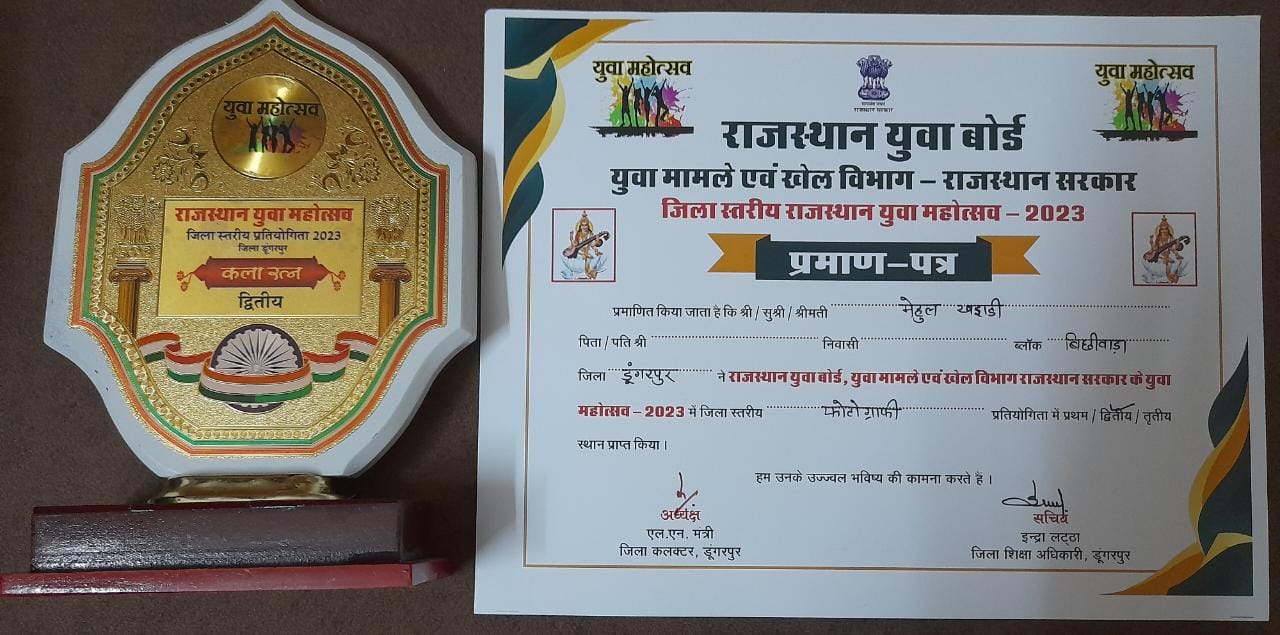 युवा महोत्सव
राजस्थान युवा महोत्सव
जिला स्तरीय प्रतियोगिता 2023
जिला डूंगरपुर
कला रत्न
द्वितीय
युवा महोत्सव
युवा महोत्सव
राजस्थान सरकार
राजस्थान युवा बोर्ड
युवा मामले एवं खेल विभाग – राजस्थान सरकार
जिला स्तरीय राजस्थान युवा महोत्सव – 2023
प्रमाण-पत्र
प्रमाणित किया जाता है कि श्री / सुश्री / श्रीमती मेहुल
पिता / पति श्री निवासी ब्लॉक बिछीवाड़ा
जिला डूंगरपुर ने राजस्थान युवा बोर्ड, युवा मामले एवं खेल विभाग राजस्थान सरकार के युवा
महोत्सव – 2023 में जिला स्तरीय फोटोग्राफी प्रतियोगिता में प्रथम / द्वितीय / तृतीय
स्थान प्राप्त किया।
हम उनके उज्ज्वल भविष्य की कामना करते हैं।
अध्यक्ष
एल.एन. मंत्री
जिला कलक्टर, डूंगरपुर
सचिव
इन्द्रा लट्ठा
जिला शिक्षा अधिकारी, डूंगरपुर